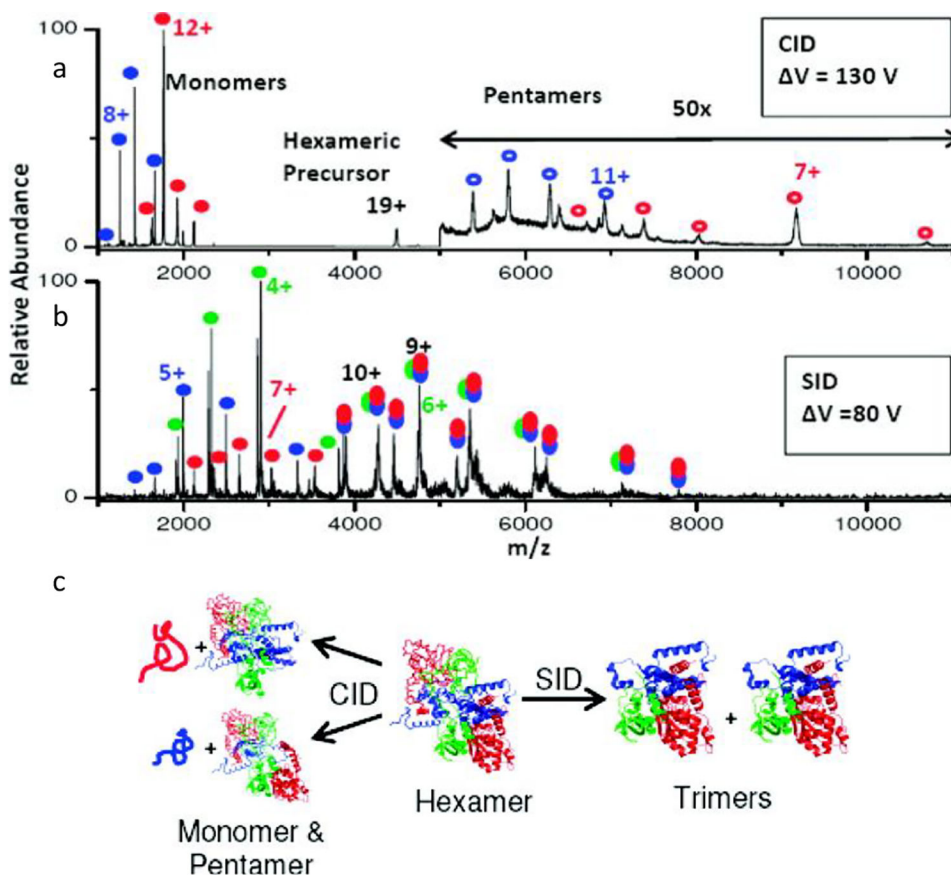 a
Relative Abundance
100
0
12+
8+
Monomers
Hexameric
Precursor
19+
Pentamers
50x
11+
7+
CID
ΔV = 130 V
2000 4000 6000 8000 10000
b
100
0
5+
4+
7+
10+
9+
6+
SID
ΔV =80 V
2000 4000 6000 8000 10000
m/z
c
+
+
CID
SID
+
Hexamer
Trimers
Monomer &
Pentamer